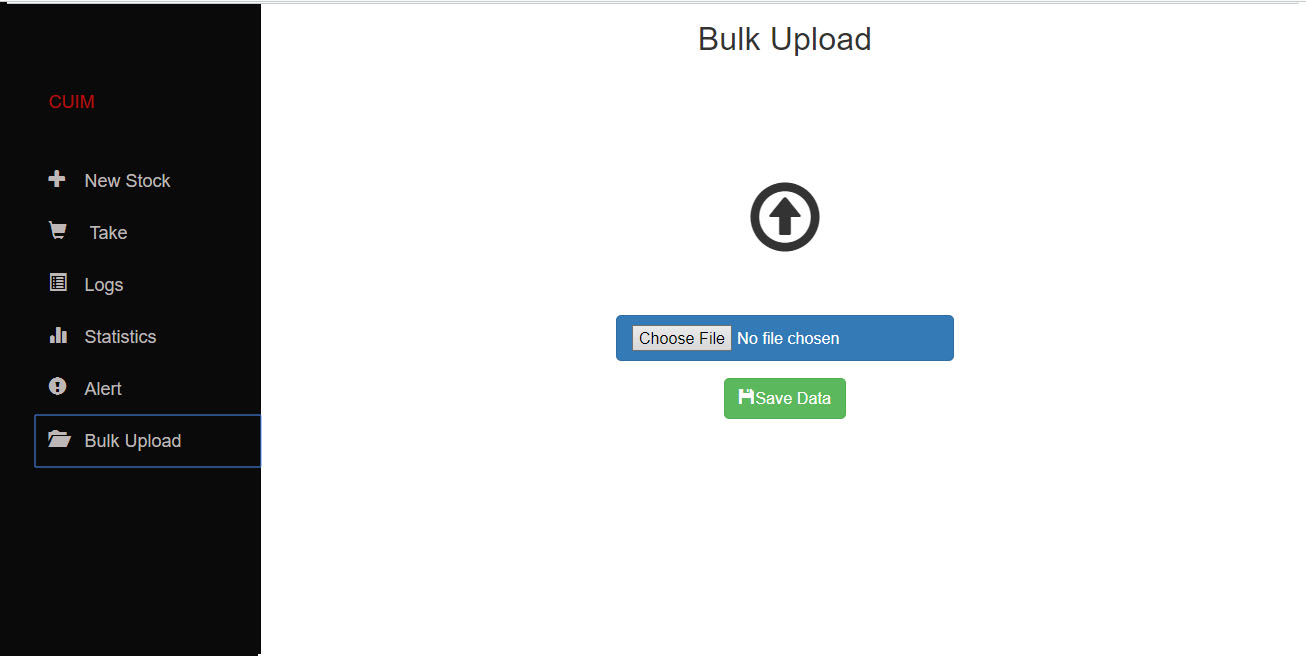 Bulk Upload
CUIM
New Stock
Take
Logs
Statistics
Alert
Bulk Upload
Choose File No file chosen
Save Data